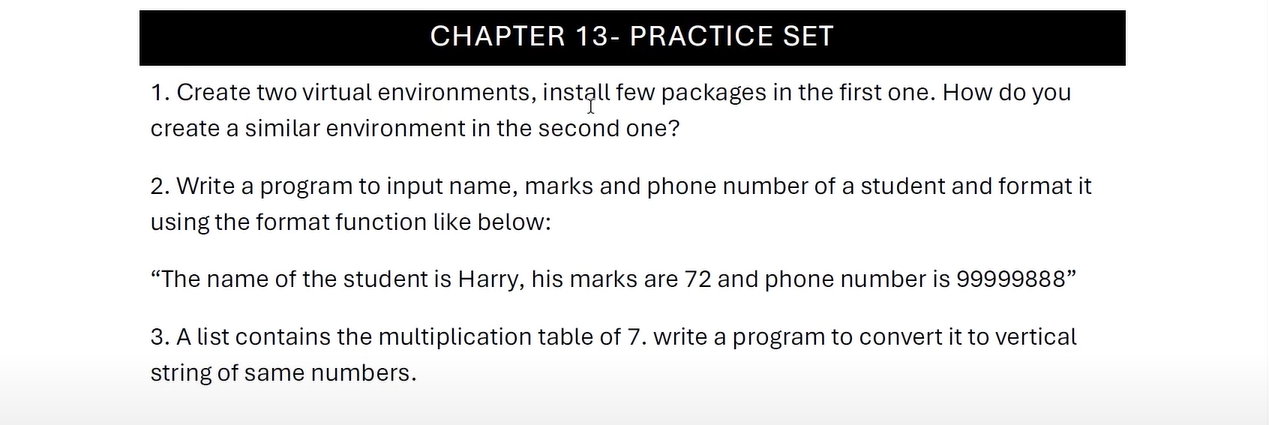 CHAPTER 13- PRACTICE SET
1. Create two virtual environments, install few packages in the first one. How do you
create a similar environment in the second one?
2. Write a program to input name, marks and phone number of a student and format it
using the format function like below:
“The name of the student is Harry, his marks are 72 and phone number is 99999888”
3. A list contains the multiplication table of 7. write a program to convert it to vertical
string of same numbers.